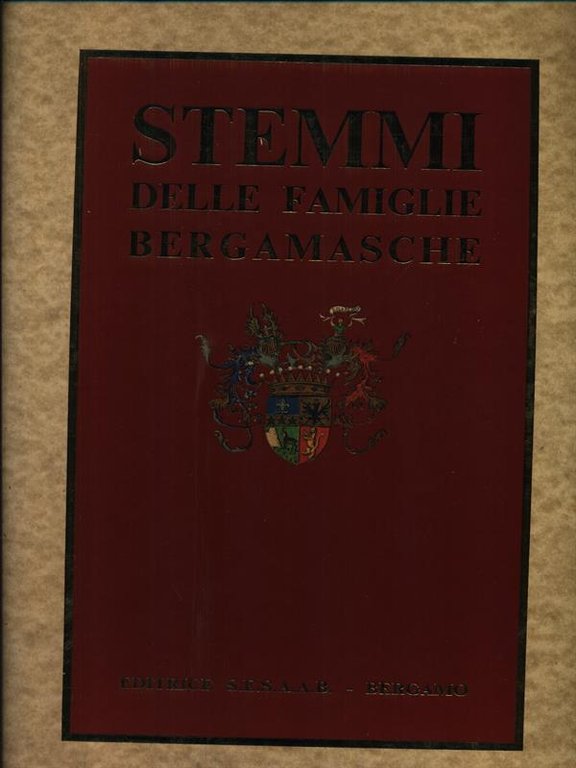 STEMMI
DELLE FAMIGLIE
BERGAMASCHE
EDITRICE S.E.S.A.A.B. - BERGAMO